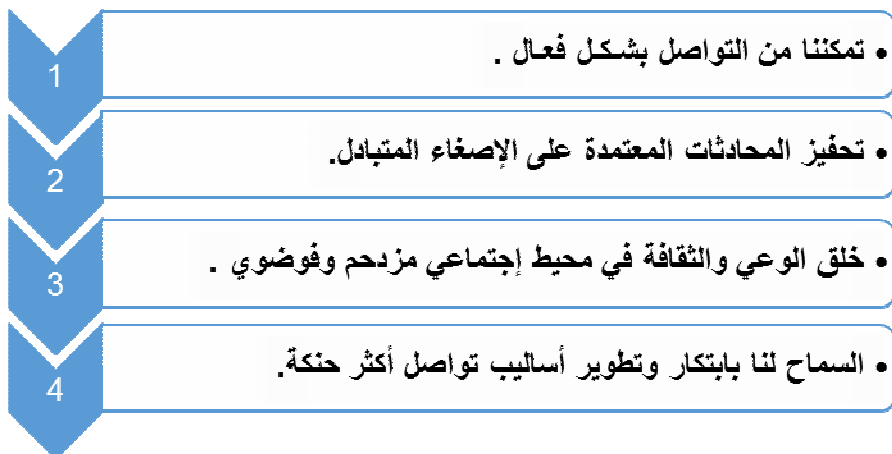 1
• تمكننا من التواصل بشكل فعال .
2
• تحفيز المحادثات المعتمدة على الإصغاء المتبادل.
3
• خلق الوعي والثقافة في محيط إجتماعي مزدحم وفوضوي .
4
• السماح لنا بابتكار وتطوير أساليب تواصل أكثر حنكة.